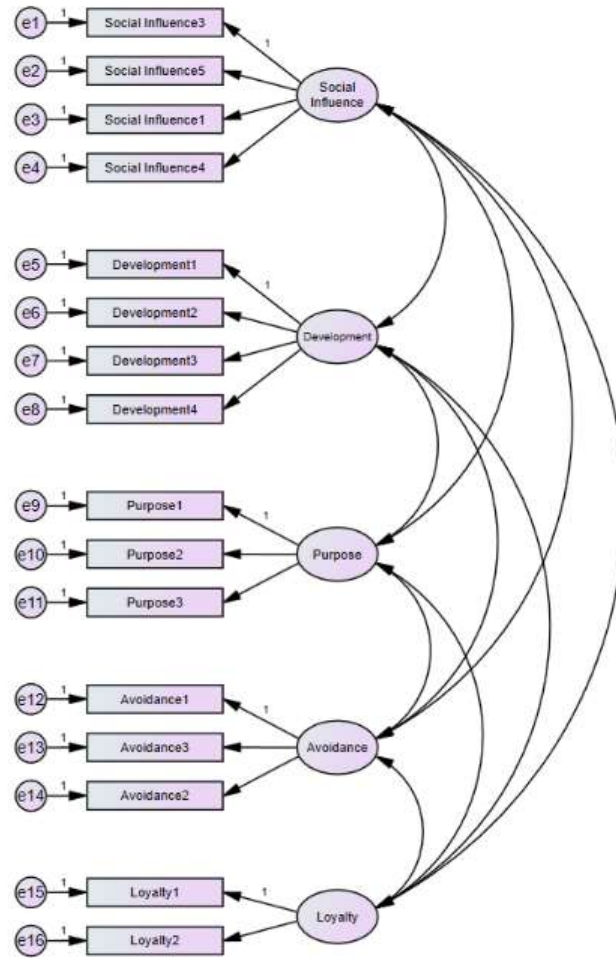 e1 1 Social Influence3
1
e2 1 Social Influence5
Social
Influence
e3 1 Social Influence1
e4 1 Social Influence4
e5 1 Development1
1
e6 1 Development2
Development
e7 1 Development3
e8 1 Development4
e9 1 Purpose1
1
e10 1 Purpose2
Purpose
e11 1 Purpose3
e12 1 Avoidance1
1
e13 1 Avoidance3
Avoidance
e14 1 Avoidance2
e15 1 Loyalty1
1
Loyalty
e16 1 Loyalty2